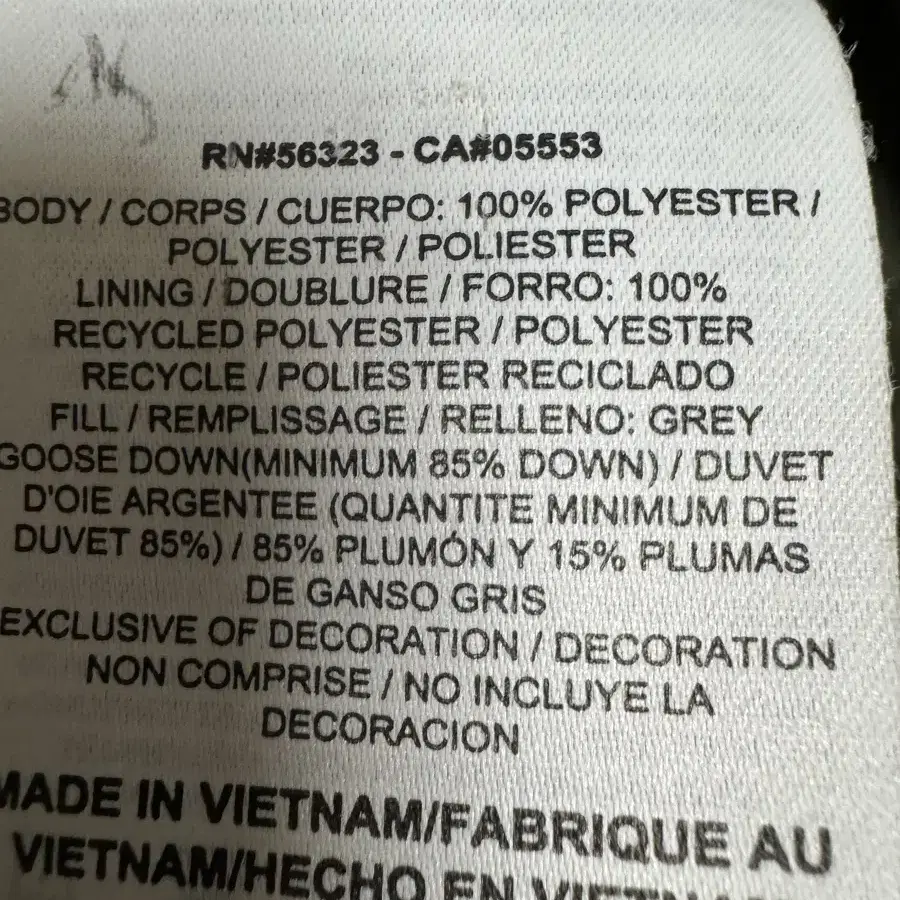 RN#56323 - CA#05553
BODY / CORPS / CUERPO: 100% POLYESTER /
POLYESTER / POLIESTER
LINING / DOUBLURE / FORRO: 100%
RECYCLED POLYESTER / POLYESTER
RECYCLE / POLIESTER RECICLADO
FILL / REMPLISSAGE / RELLENO: GREY
GOOSE DOWN(MINIMUM 85% DOWN) / DUVET
D'OIE ARGENTEE (QUANTITE MINIMUM DE
DUVET 85%) / 85% PLUMÓN Y 15% PLUMAS
DE GANSO GRIS
EXCLUSIVE OF DECORATION / DECORATION
NON COMPRISE / NO INCLUYE LA
DECORACION
MADE IN VIETNAM/FABRIQUE AU
VIETNAM/HECHO EN VIETNAM